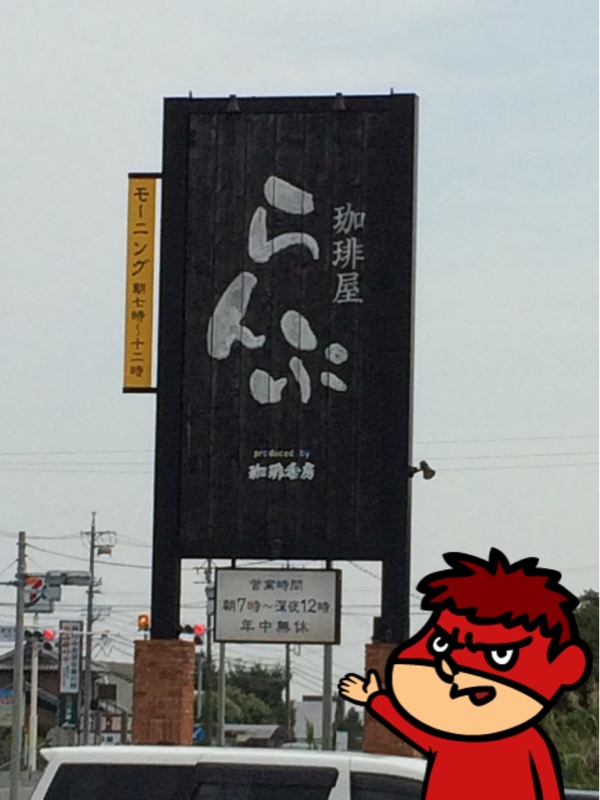 珈琲屋
らんぷ
モーニング 朝七時〜十二時
produced by
珈琲香房
営業時間
朝7時〜深夜12時
年中無休